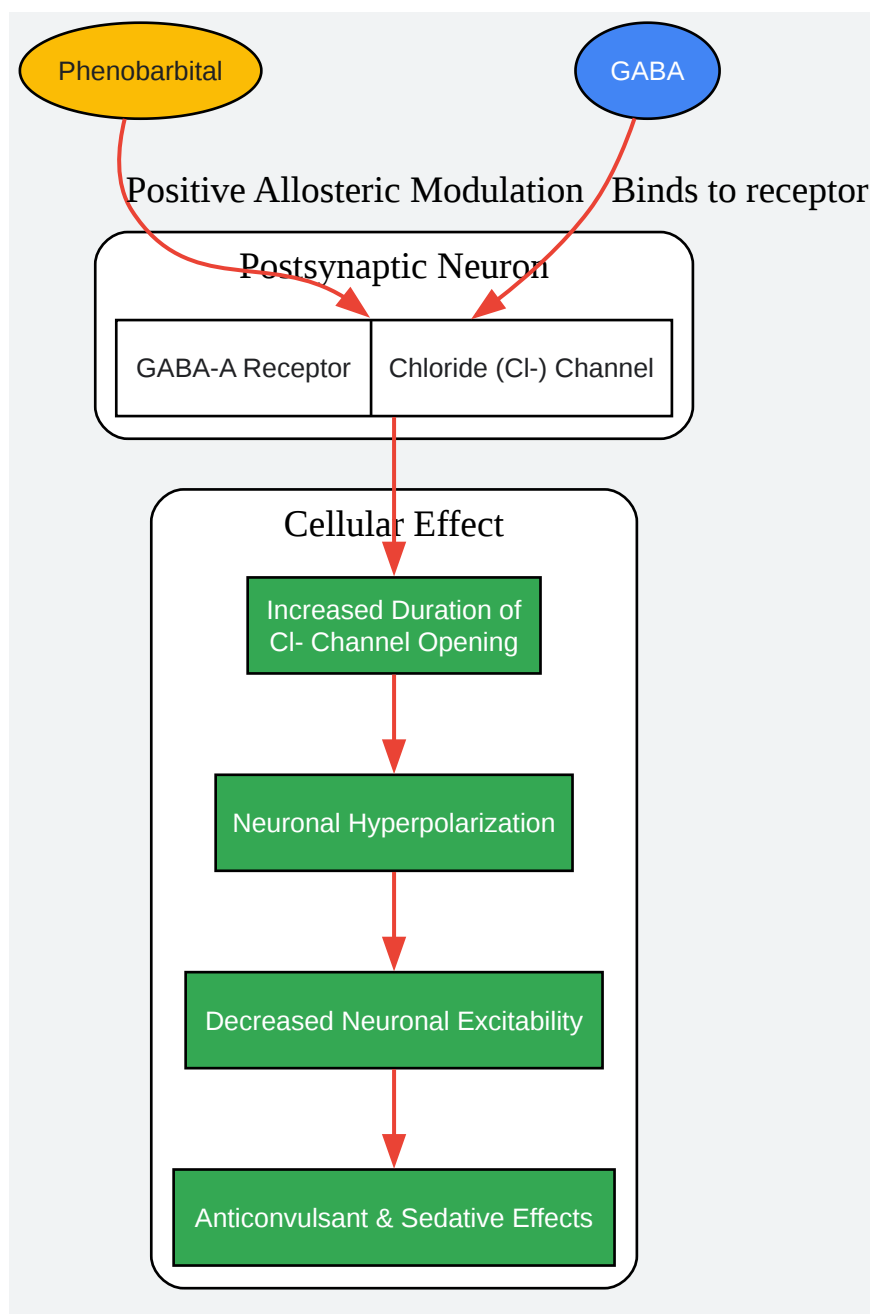 Phenobarbital
GABA
Positive Allosteric Modulation
Binds to receptor
Postsynaptic Neuron
GABA-A Receptor
Chloride (Cl-) Channel
Cellular Effect
Increased Duration of
Cl- Channel Opening
Neuronal Hyperpolarization
Decreased Neuronal Excitability
Anticonvulsant & Sedative Effects